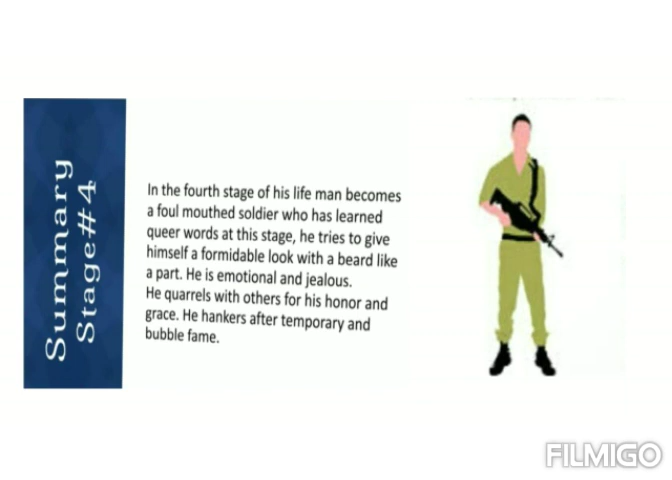 Summary
Stage#4
In the fourth stage of his life man becomes
a foul mouthed soldier who has learned
queer words at this stage, he tries to give
himself a formidable look with a beard like
a part. He is emotional and jealous.
He quarrels with others for his honor and
grace. He hankers after temporary and
bubble fame.
FILMIGO